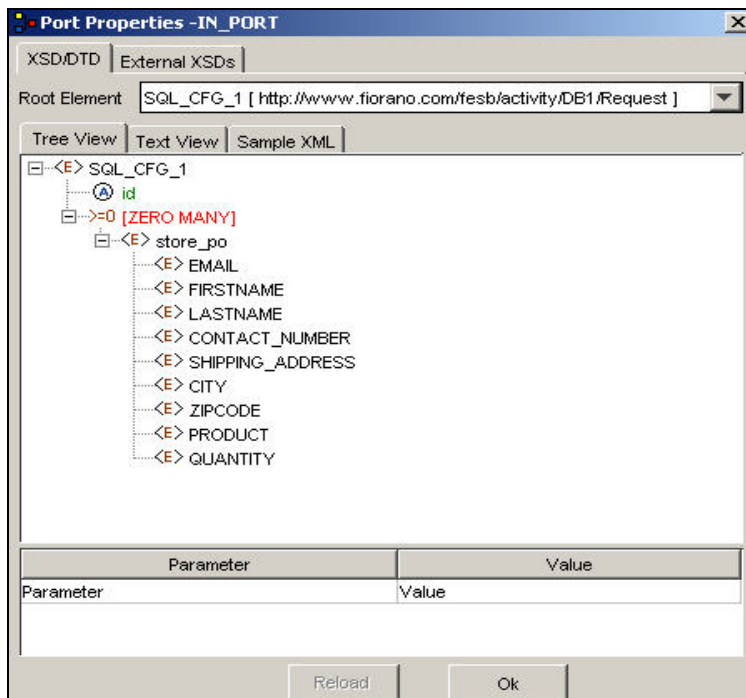 Port Properties -IN_PORT
XSD/DTD External XSDs
Root Element SQL_CFG_1 [ http://www.fiorano.com/fesb/activity/DB1/Request ]
Tree View Text View Sample XML
<E> SQL_CFG_1
A id
>=0 [ZERO MANY]
<E> store_po
<E> EMAIL
<E> FIRSTNAME
<E> LASTNAME
<E> CONTACT_NUMBER
<E> SHIPPING_ADDRESS
<E> CITY
<E> ZIPCODE
<E> PRODUCT
<E> QUANTITY
Parameter Value
Parameter Value
Reload Ok